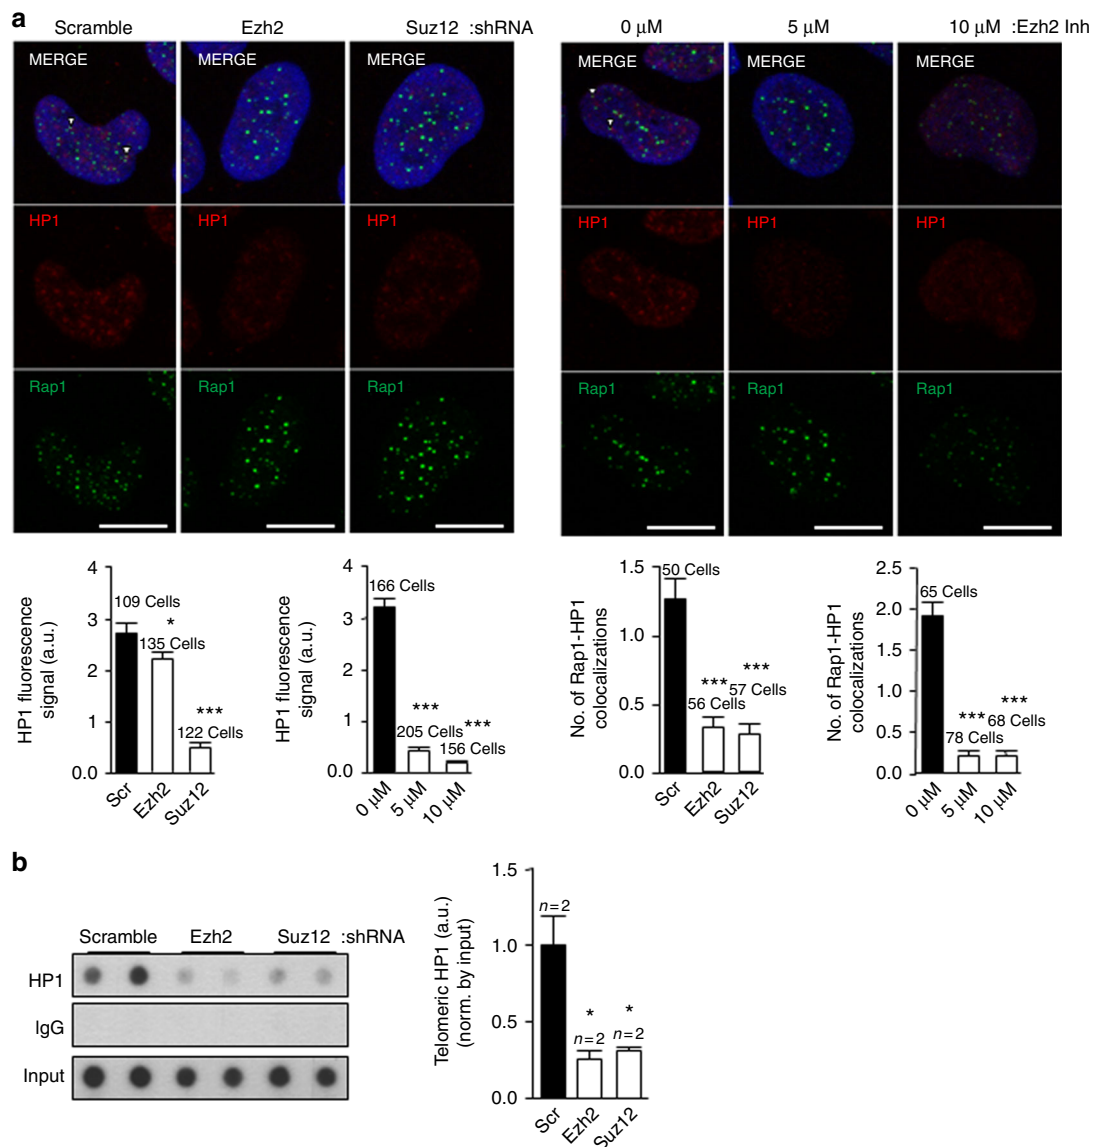 a
Scramble Ezh2 Suz12 :shRNA
0 μM 5 μM 10 μM :Ezh2 Inh
MERGE MERGE MERGE
MERGE MERGE MERGE
HP1 HP1 HP1
HP1 HP1 HP1
Rap1 Rap1 Rap1
Rap1 Rap1 Rap1
HP1 fluorescence
signal (a.u.)
4
3
2
1
0.0
109 Cells
*
135 Cells
***
122 Cells
Scr Ezh2 Suz12
HP1 fluorescence
signal (a.u.)
4
3
2
1
0.0
166 Cells
***
205 Cells
***
156 Cells
0 μM 5 μM 10 μM
No. of Rap1-HP1
colocalizations
1.5
1.0
0.5
0.0
50 Cells
***
56 Cells
***
57 Cells
Scr Ezh2 Suz12
No. of Rap1-HP1
colocalizations
2.5
2.0
1.5
1.0
0.5
0.0
65 Cells
***
78 Cells
***
68 Cells
0 μM 5 μM 10 μM
b
Scramble Ezh2 Suz12 :shRNA
HP1
IgG
Input
Telomeric HP1 (a.u.)
(norm. by input)
1.5
1.0
0.5
0.0
n=2
*
n=2
*
n=2
Scr Ezh2 Suz12